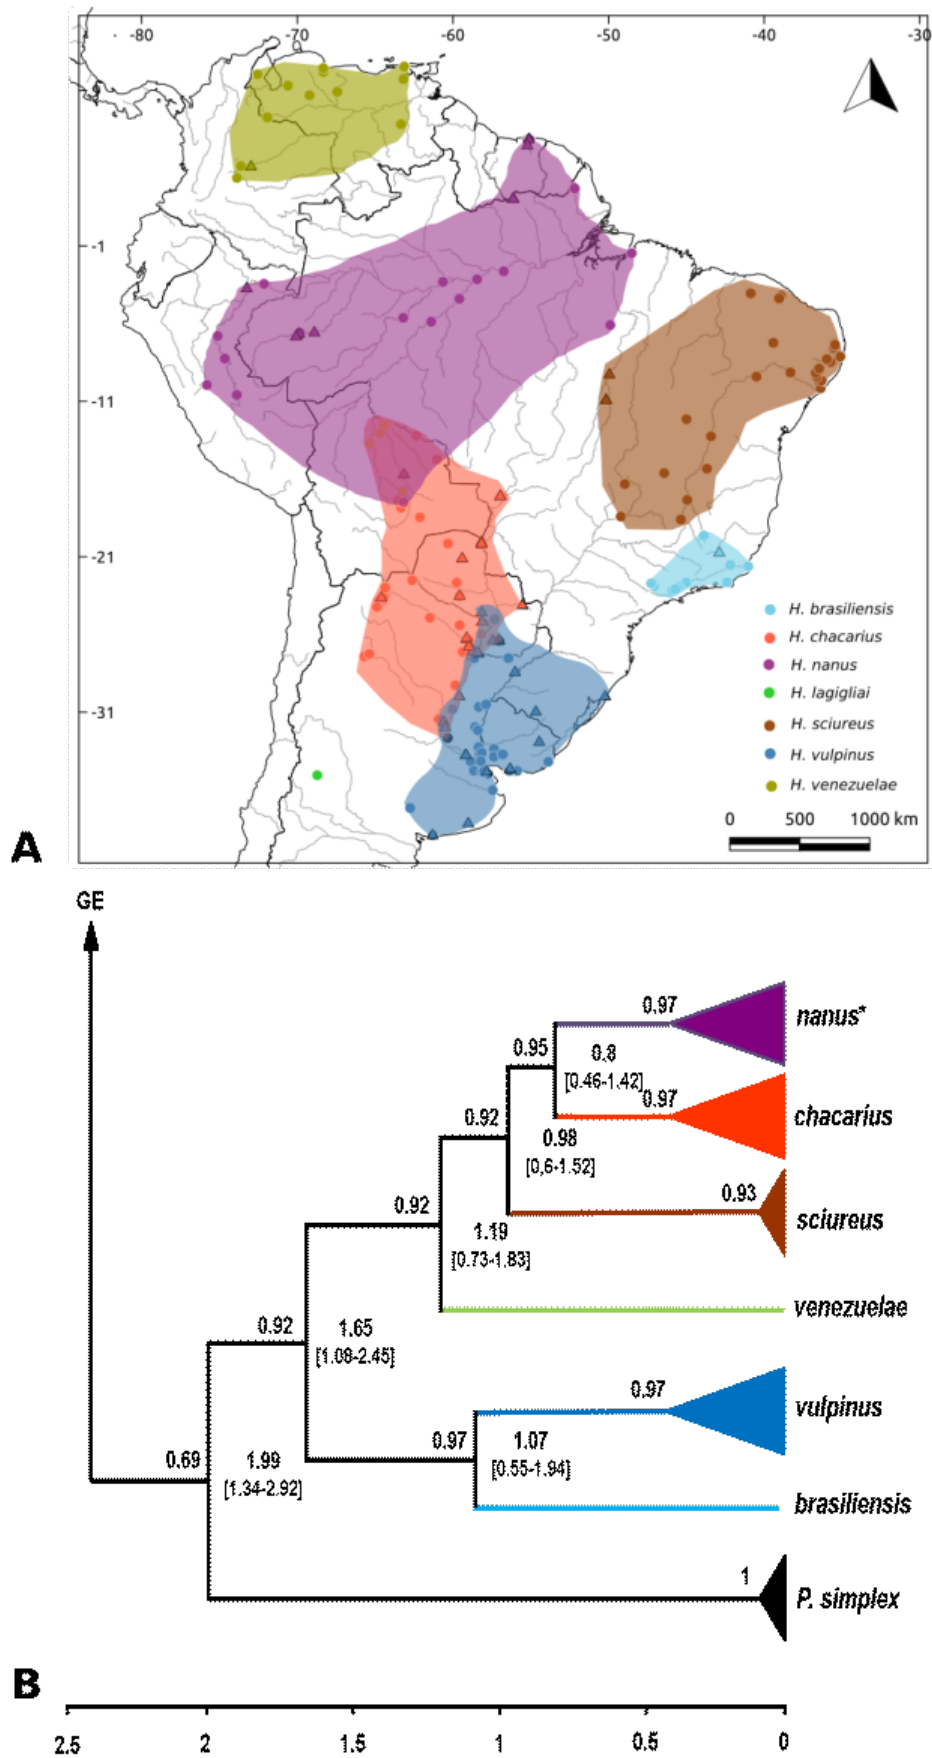 -80 -70 -60 -50 -40 -30
-1
-11
-21
-31
H. brasiliensis
H. chacarius
H. nanus
H. lagigliai
H. sciureus
H. vulpinus
H. venezuelae
0 500 1000 km
A
GE
0.97
nanus*
0.95
0.8
[0.46-1.42]
0.97
chacarius
0.92
0.98
[0,6-1.52]
0.93
sciureus
0.92
1.19
[0.73-1.83]
venezuelae
0.92
1.65
[1.08-2.45]
0.97
vulpinus
0.97
1.07
[0.55-1.94]
0.69
1.99
[1.34-2.92]
brasiliensis
1
P. simplex
B
2.5 2 1.5 1 0.5 0